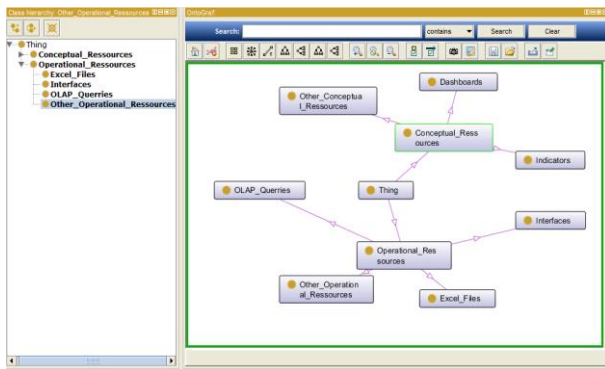 Class hierarchy: Other_Operational_Ressources
Thing
Conceptual_Ressources
Operational_Ressources
Excel_Files
Interfaces
OLAP_Querries
Other_Operational_Ressources
OntoGraf:
Search:
contains
Search
Clear
Dashboards
Other_Conceptua
l_Ressources
Conceptual_Ress
ources
Indicators
OLAP_Querries
Thing
Interfaces
Operational_Res
sources
Other_Operation
al_Ressources
Excel_Files